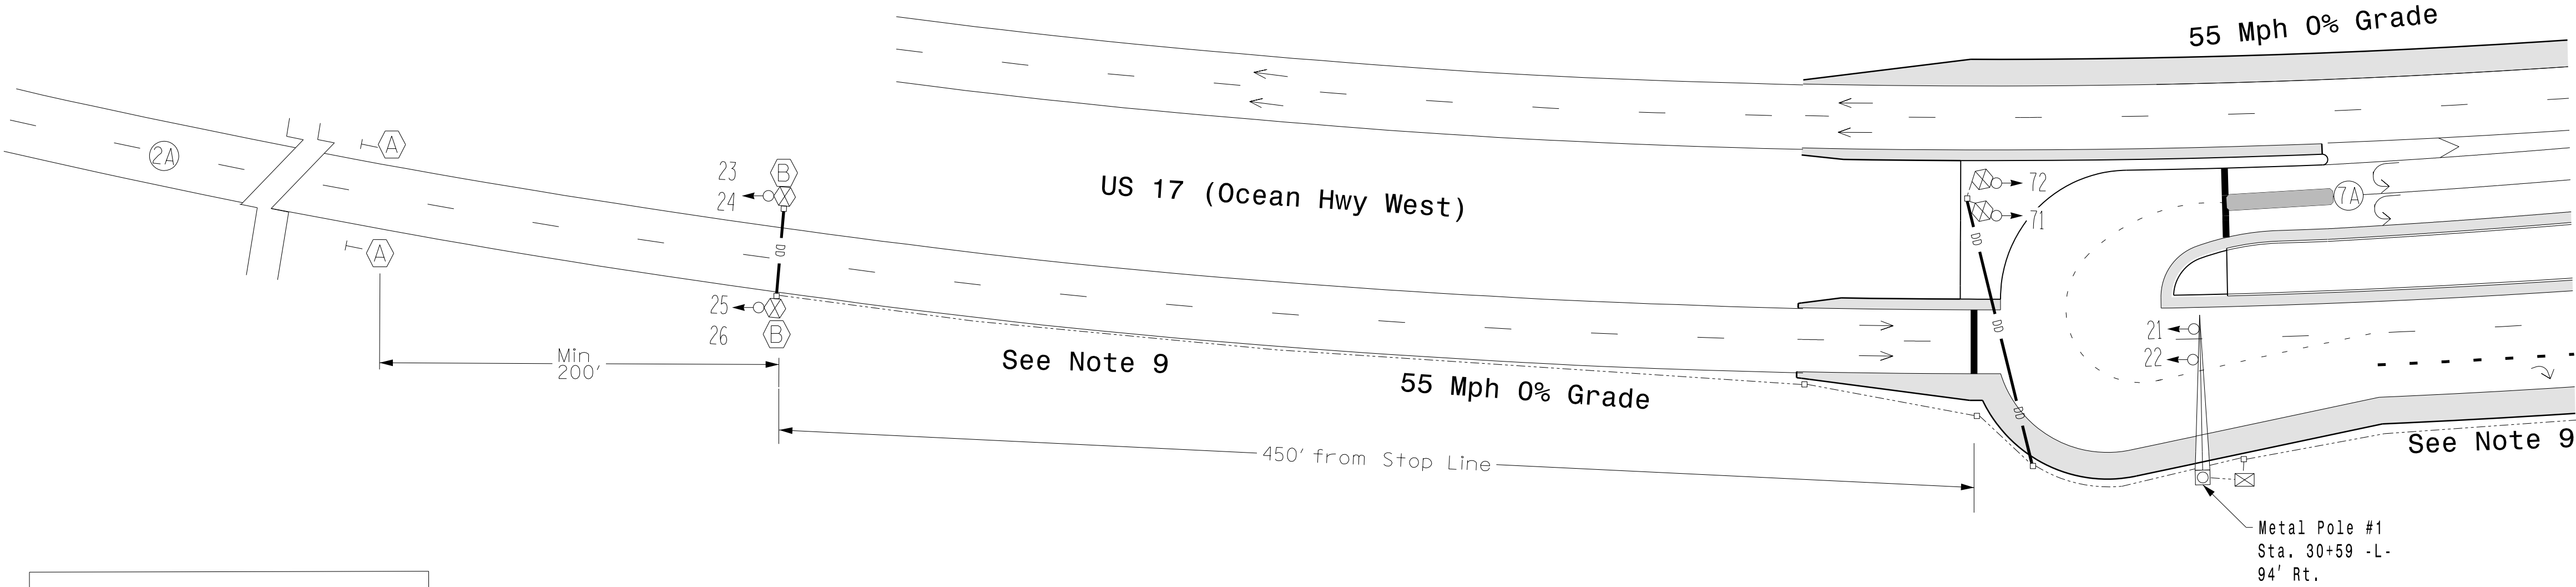 55 Mph 0% Grade
2A
A
A
23
B
24
25
26
B
US 17 (Ocean Hwy West)
72
71
7A
Min
200'
See Note 9
55 Mph 0% Grade
21
22
450' from Stop Line
See Note 9
Metal Pole #1
Sta. 30+59 -L-
94' Rt.